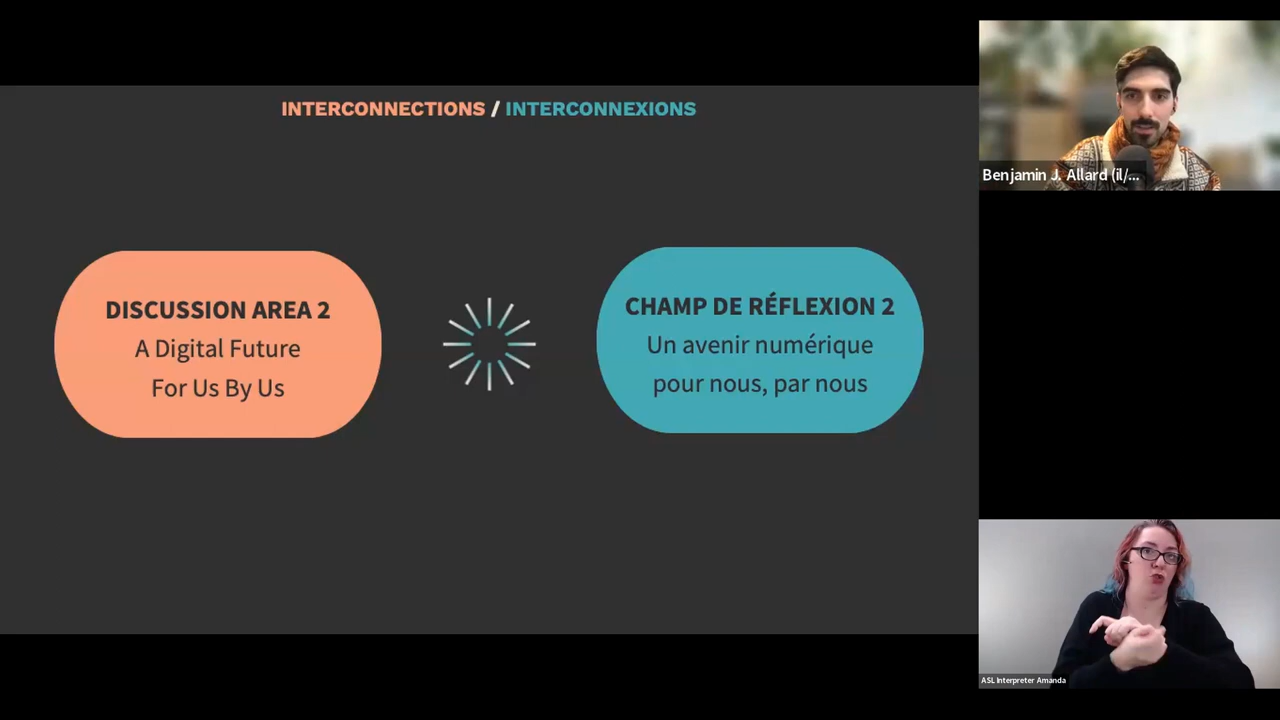 INTERCONNECTIONS / INTERCONNEXIONS
DISCUSSION AREA 2
A Digital Future
For Us By Us
CHAMP DE RÉFLEXION 2
Un avenir numérique
pour nous, par nous
Benjamin J. Allard (il/...
ASL Interpreter Amanda